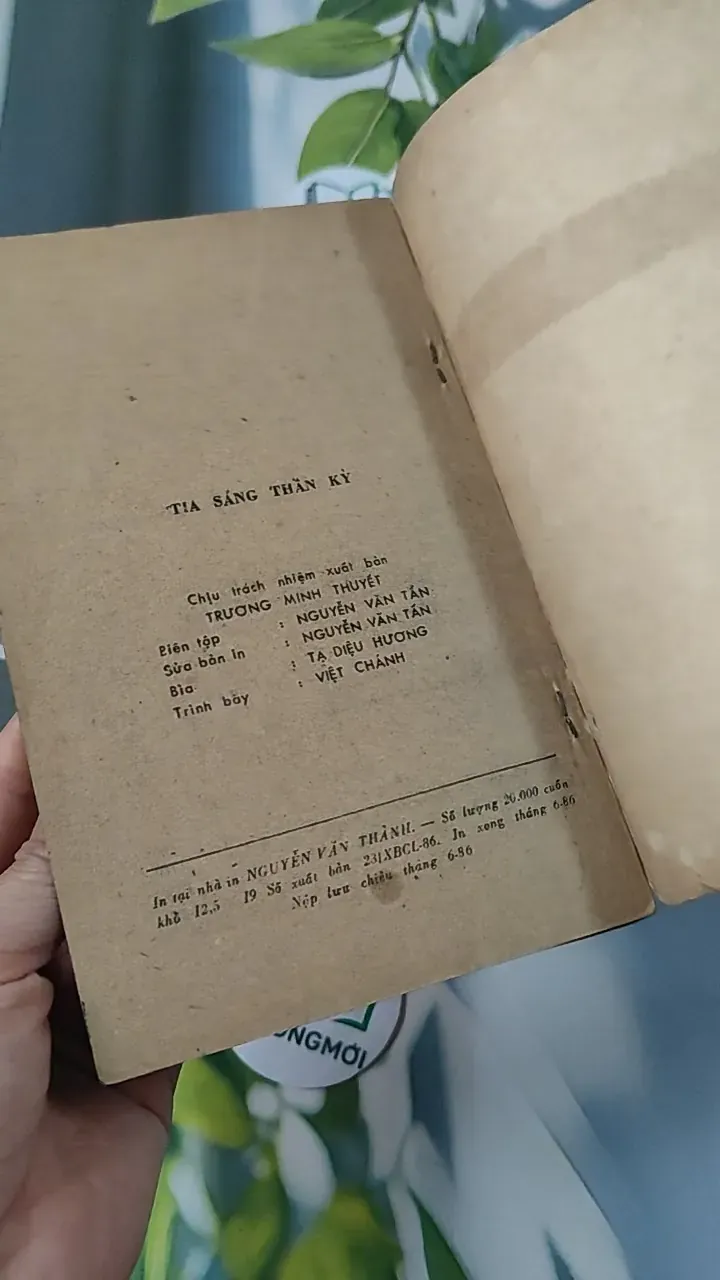 TIA SÁNG THẦN KỲ
Chịu trách nhiệm xuất bản
TRƯƠNG MINH THUYẾT
Biên tập : NGUYỄN VĂN TẤN
Sửa bản in : NGUYỄN VĂN TẤN
Bìa : TẠ DIỆU HƯƠNG
Trình bày : VIỆT CHÁNH
In tại nhà in NGUYỄN VĂN THÀNH. — Số lượng 20.000 cuốn
khổ 12,5 19 Số xuất bản 231XBCL-86. In xong tháng 6-86
Nộp lưu chiểu tháng 6-86
ONGMỚI